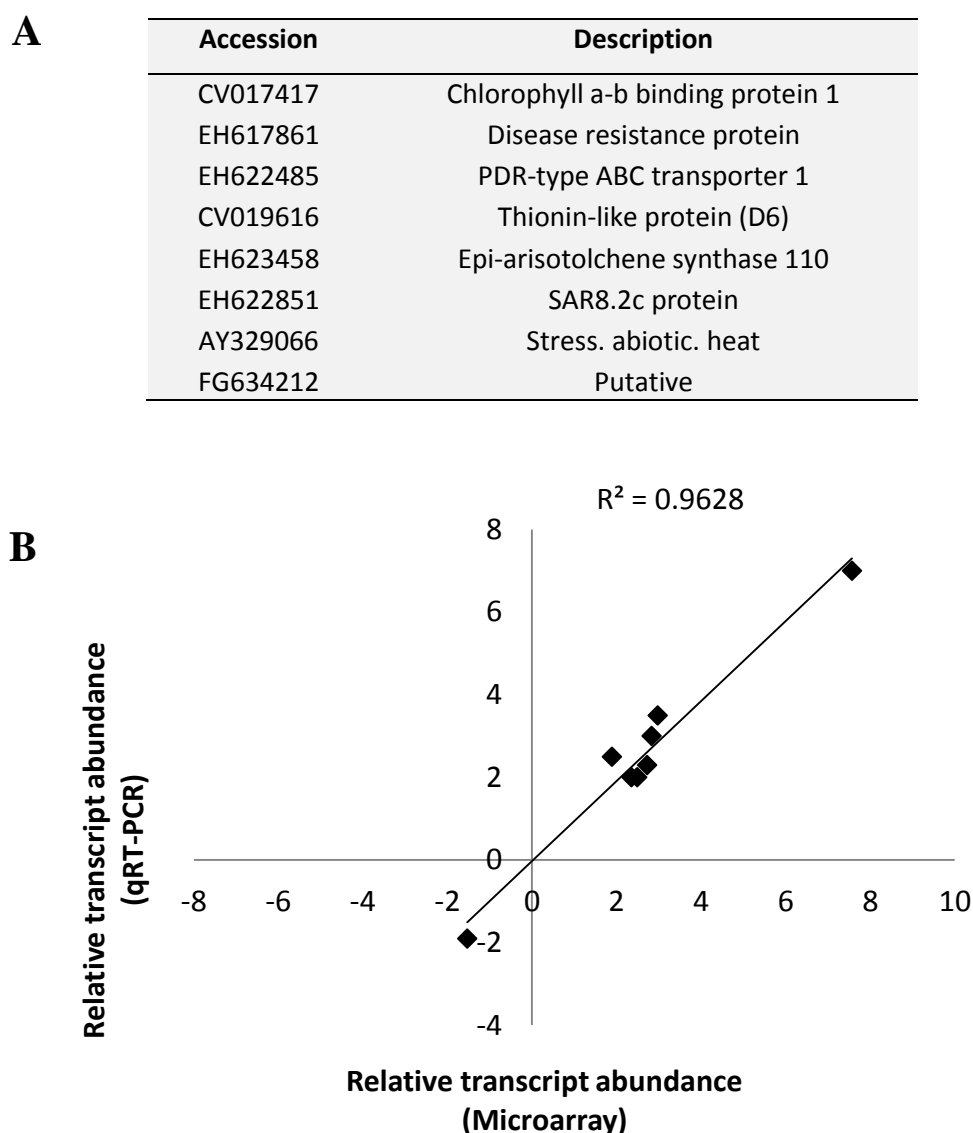 A
Accession Description
CV017417 Chlorophyll a-b binding protein 1
EH617861 Disease resistance protein
EH622485 PDR-type ABC transporter 1
CV019616 Thionin-like protein (D6)
EH623458 Epi-arisotolchene synthase 110
EH622851 SAR8.2c protein
AY329066 Stress. abiotic. heat
FG634212 Putative
B
R² = 0.9628
8
6
4
2
0
-2
-4
-8 -6 -4 -2 0 2 4 6 8 10
Relative transcript abundance
(qRT-PCR)
Relative transcript abundance
(Microarray)